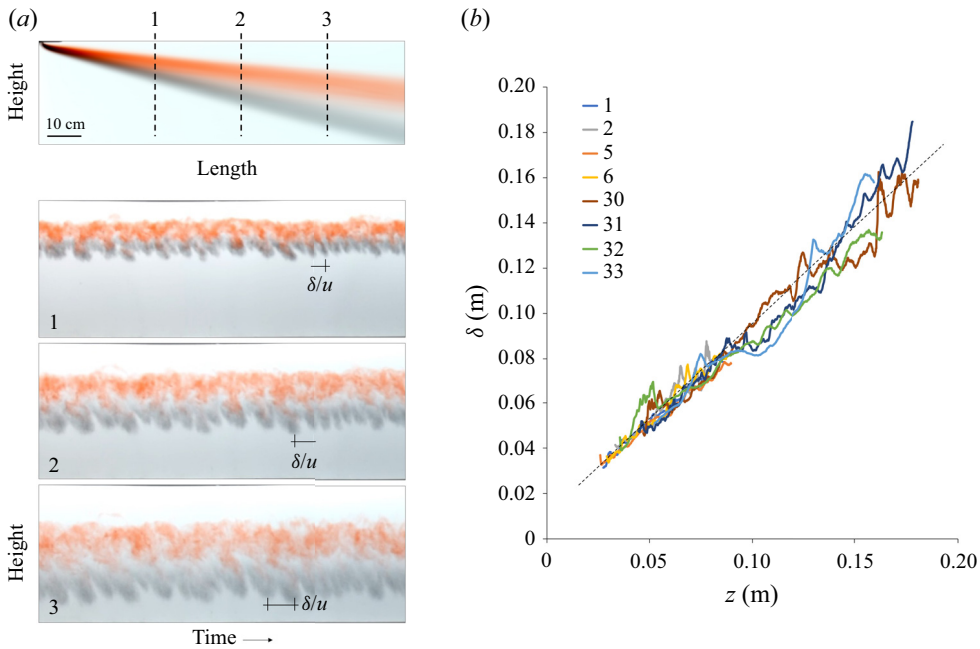 (a)
1 2 3
Height
10 cm
Length
δ/u
1
δ/u
2
Height
δ/u
3
Time
(b)
0.20
0.18
0.16
0.14
0.12
0.10
0.08
0.06
0.04
0.02
0
δ (m)
1
2
5
6
30
31
32
33
0 0.05 0.10 0.15 0.20
z (m)